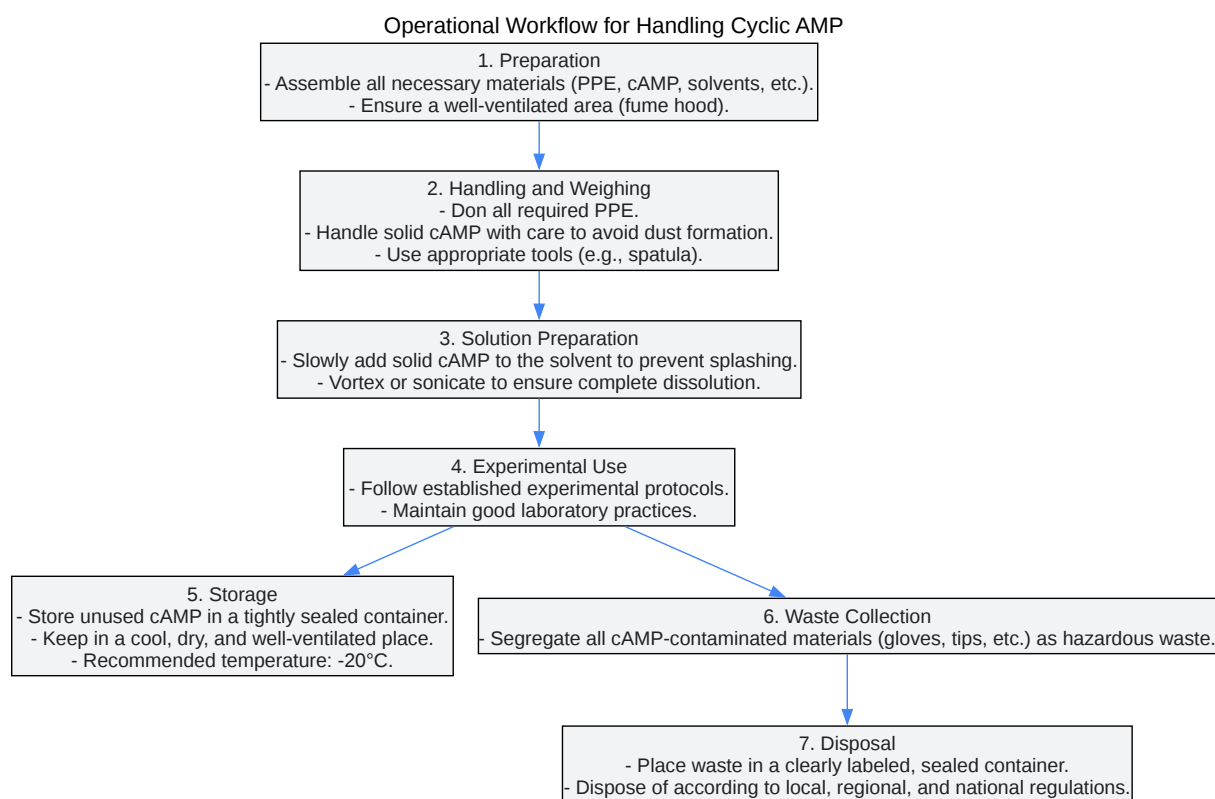 Operational Workflow for Handling Cyclic AMP
1. Preparation
- Assemble all necessary materials (PPE, cAMP, solvents, etc.).
- Ensure a well-ventilated area (fume hood).
2. Handling and Weighing
- Don all required PPE.
- Handle solid cAMP with care to avoid dust formation.
- Use appropriate tools (e.g., spatula).
3. Solution Preparation
- Slowly add solid cAMP to the solvent to prevent splashing.
- Vortex or sonicate to ensure complete dissolution.
4. Experimental Use
- Follow established experimental protocols.
- Maintain good laboratory practices.
5. Storage
- Store unused cAMP in a tightly sealed container.
- Keep in a cool, dry, and well-ventilated place.
- Recommended temperature: -20°C.
6. Waste Collection
- Segregate all cAMP-contaminated materials (gloves, tips, etc.) as hazardous waste.
7. Disposal
- Place waste in a clearly labeled, sealed container.
- Dispose of according to local, regional, and national regulations.